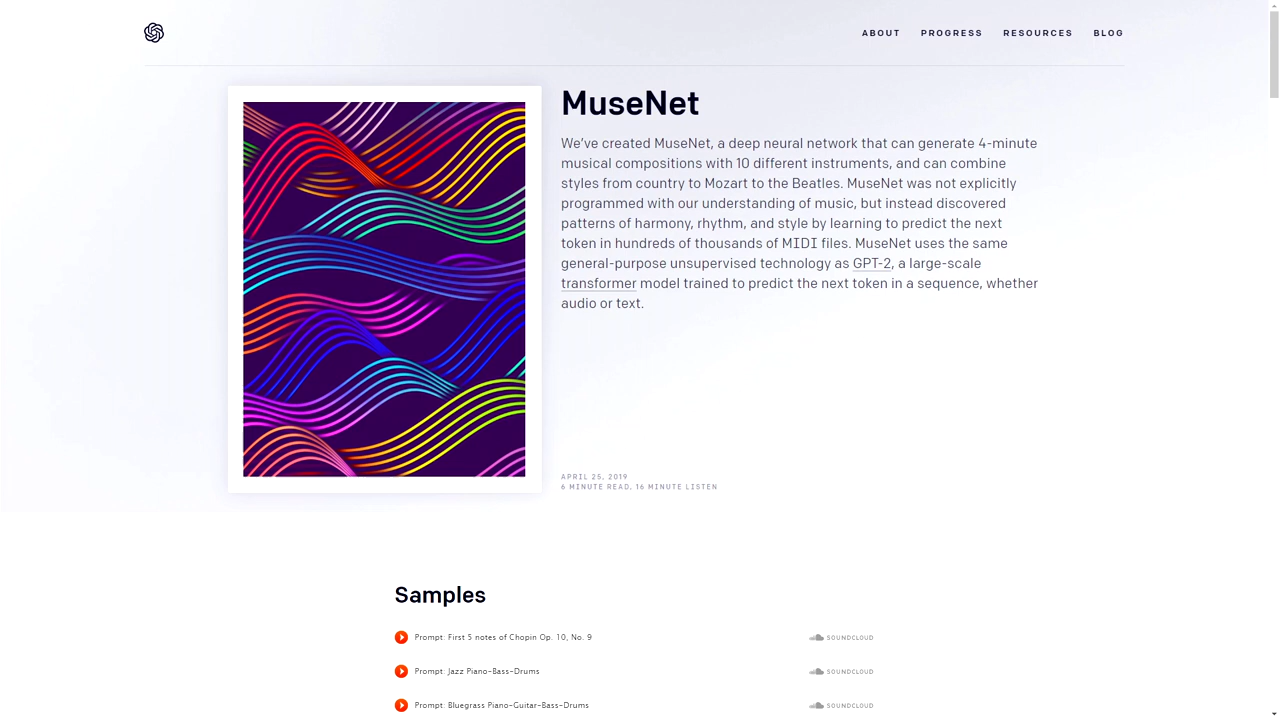 ABOUT PROGRESS RESOURCES BLOG
MuseNet
We’ve created MuseNet, a deep neural network that can generate 4-minute
musical compositions with 10 different instruments, and can combine
styles from country to Mozart to the Beatles. MuseNet was not explicitly
programmed with our understanding of music, but instead discovered
patterns of harmony, rhythm, and style by learning to predict the next
token in hundreds of thousands of MIDI files. MuseNet uses the same
general-purpose unsupervised technology as GPT-2, a large-scale
transformer model trained to predict the next token in a sequence, whether
audio or text.
APRIL 25, 2019
6 MINUTE READ, 16 MINUTE LISTEN
Samples
Prompt: First 5 notes of Chopin Op. 10, No. 9 SOUNDCLOUD
Prompt: Jazz Piano-Bass-Drums SOUNDCLOUD
Prompt: Bluegrass Piano-Guitar-Bass-Drums SOUNDCLOUD